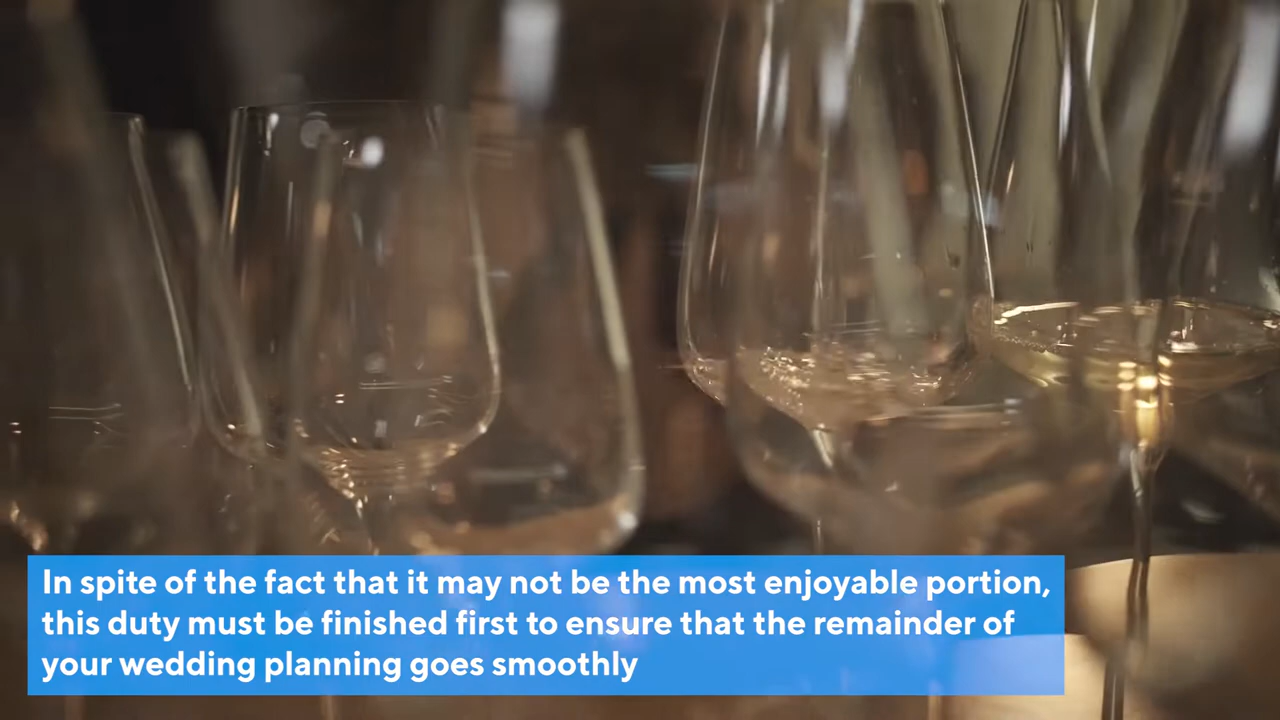 In spite of the fact that it may not be the most enjoyable portion,
this duty must be finished first to ensure that the remainder of
your wedding planning goes smoothly